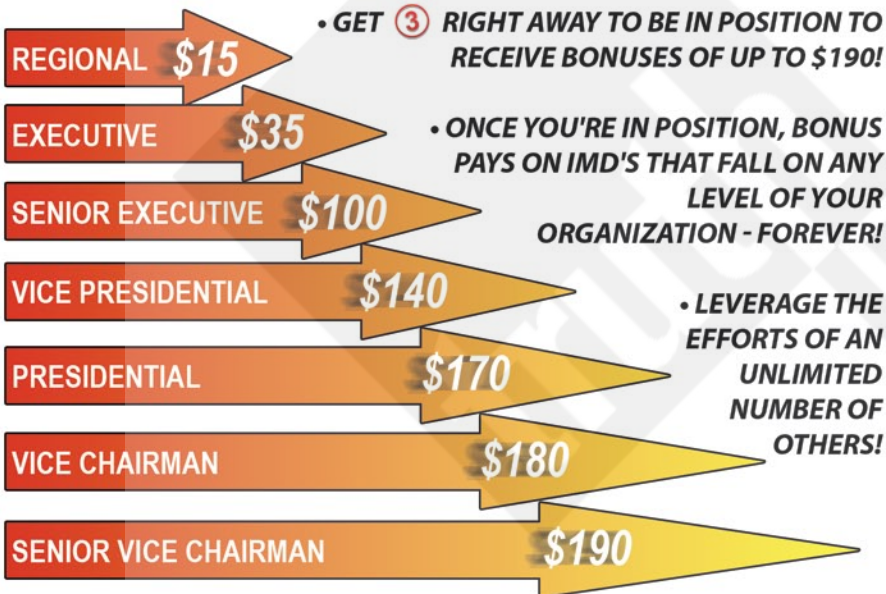 REGIONAL $15
EXECUTIVE $35
SENIOR EXECUTIVE $100
VICE PRESIDENTIAL $140
PRESIDENTIAL $170
VICE CHAIRMAN $180
SENIOR VICE CHAIRMAN $190
• GET 3 RIGHT AWAY TO BE IN POSITION TO
RECEIVE BONUSES OF UP TO $190!
• ONCE YOU'RE IN POSITION, BONUS
PAYS ON IMD'S THAT FALL ON ANY
LEVEL OF YOUR
ORGANIZATION - FOREVER!
• LEVERAGE THE
EFFORTS OF AN
UNLIMITED
NUMBER OF
OTHERS!
truth